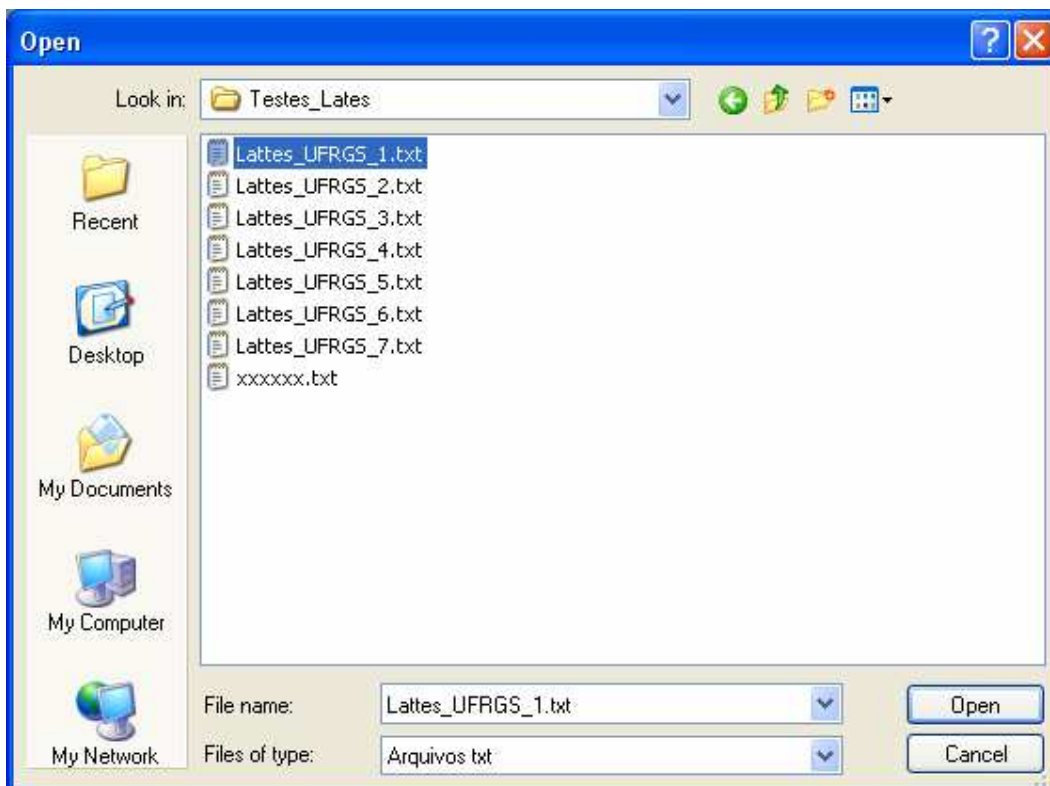 Open
Look in:
Testes_Lates
Recent
Desktop
My Documents
My Computer
My Network
Lattes_UFRGS_1.txt
Lattes_UFRGS_2.txt
Lattes_UFRGS_3.txt
Lattes_UFRGS_4.txt
Lattes_UFRGS_5.txt
Lattes_UFRGS_6.txt
Lattes_UFRGS_7.txt
xxxxxx.txt
File name:
Lattes_UFRGS_1.txt
Open
Files of type:
Arquivos txt
Cancel